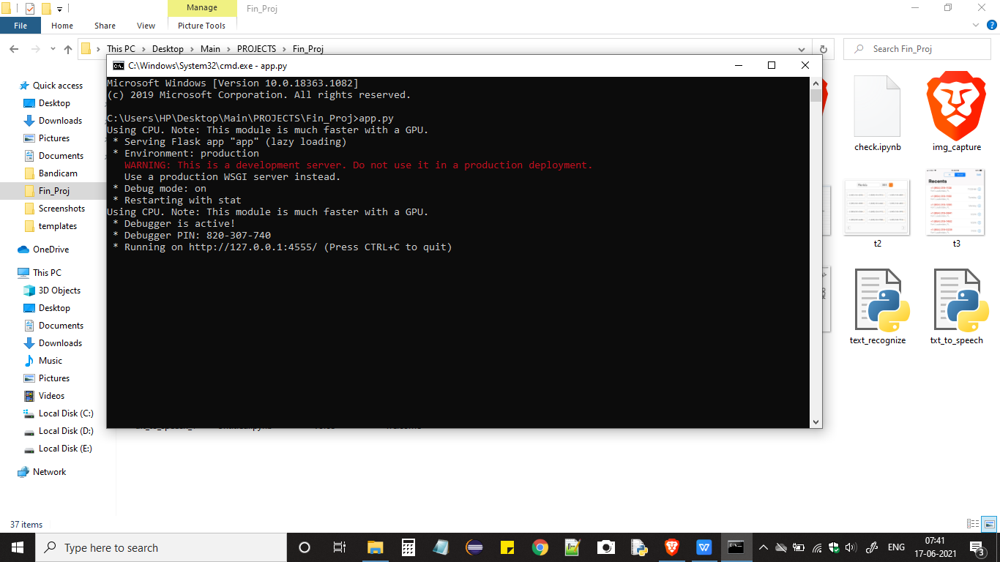 Manage
Fin_Proj
File
Home
Share
View
Picture Tools
This PC
Desktop
Main
PROJECTS
Fin_Proj
Search Fin_Proj
C:\Windows\System32\cmd.exe - app.py
Microsoft Windows [Version 10.0.18363.1082]
(c) 2019 Microsoft Corporation. All rights reserved.
C:\Users\HP\Desktop\Main\PROJECTS\Fin_Proj>app.py
Using CPU. Note: This module is much faster with a GPU.
* Serving Flask app "app" (lazy loading)
* Environment: production
WARNING: This is a development server. Do not use it in a production deployment.
Use a production WSGI server instead.
* Debug mode: on
* Restarting with stat
Using CPU. Note: This module is much faster with a GPU.
* Debugger is active!
* Debugger PIN: 820-307-740
* Running on http://127.0.0.1:4555/ (Press CTRL+C to quit)
Quick access
Desktop
Downloads
Pictures
Documents
Bandicam
Fin_Proj
Screenshots
templates
OneDrive
This PC
3D Objects
Desktop
Documents
Downloads
Music
Pictures
Videos
Local Disk (C:)
Local Disk (D:)
Local Disk (E:)
Network
check.ipynb
img_capture
Recents
t2
t3
text_recognize
txt_to_speech
37 items
Type here to search
ENG
07:41
17-06-2021
3